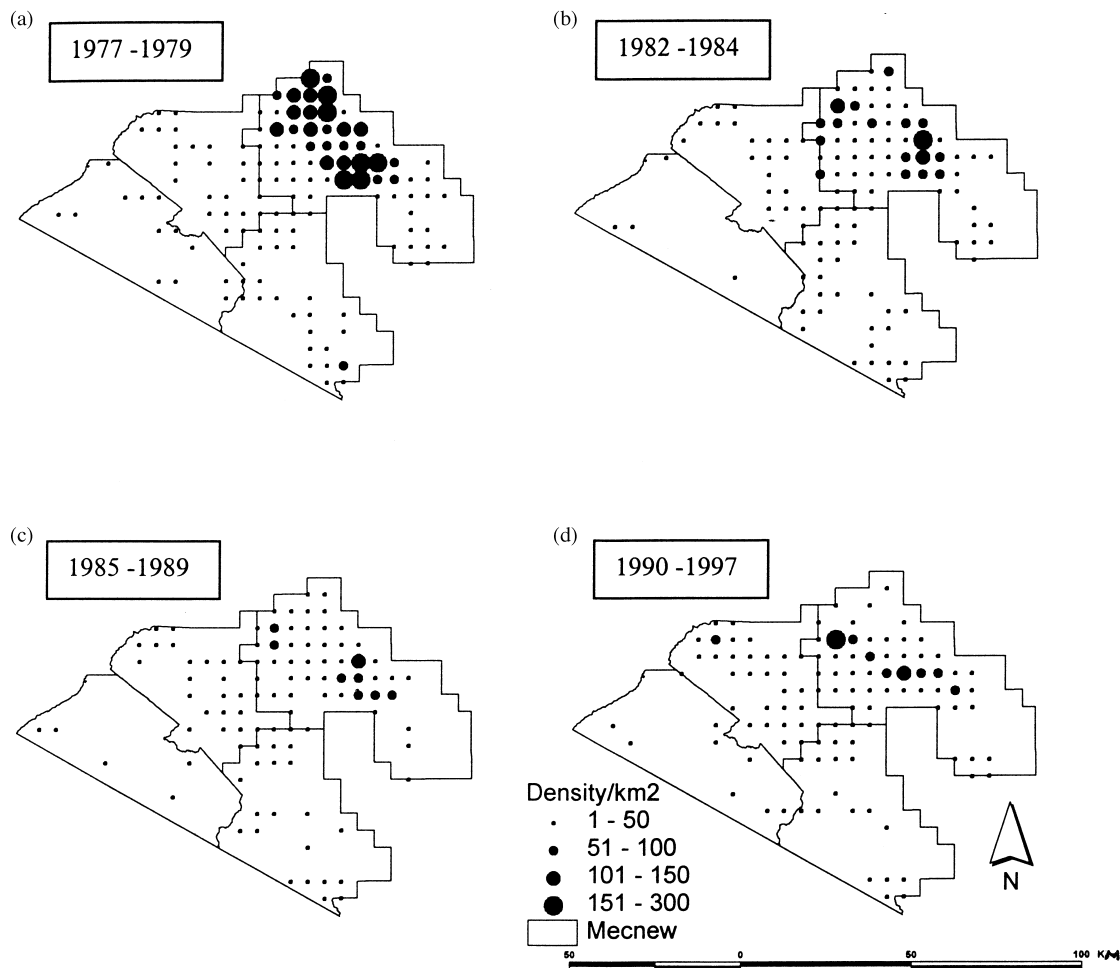 (a)
1977 -1979
(b)
1982 -1984
(c)
1985 -1989
(d)
1990 -1997
Density/km2
1 - 50
51 - 100
101 - 150
151 - 300
Mecnew
N
50 0 50 100 KM